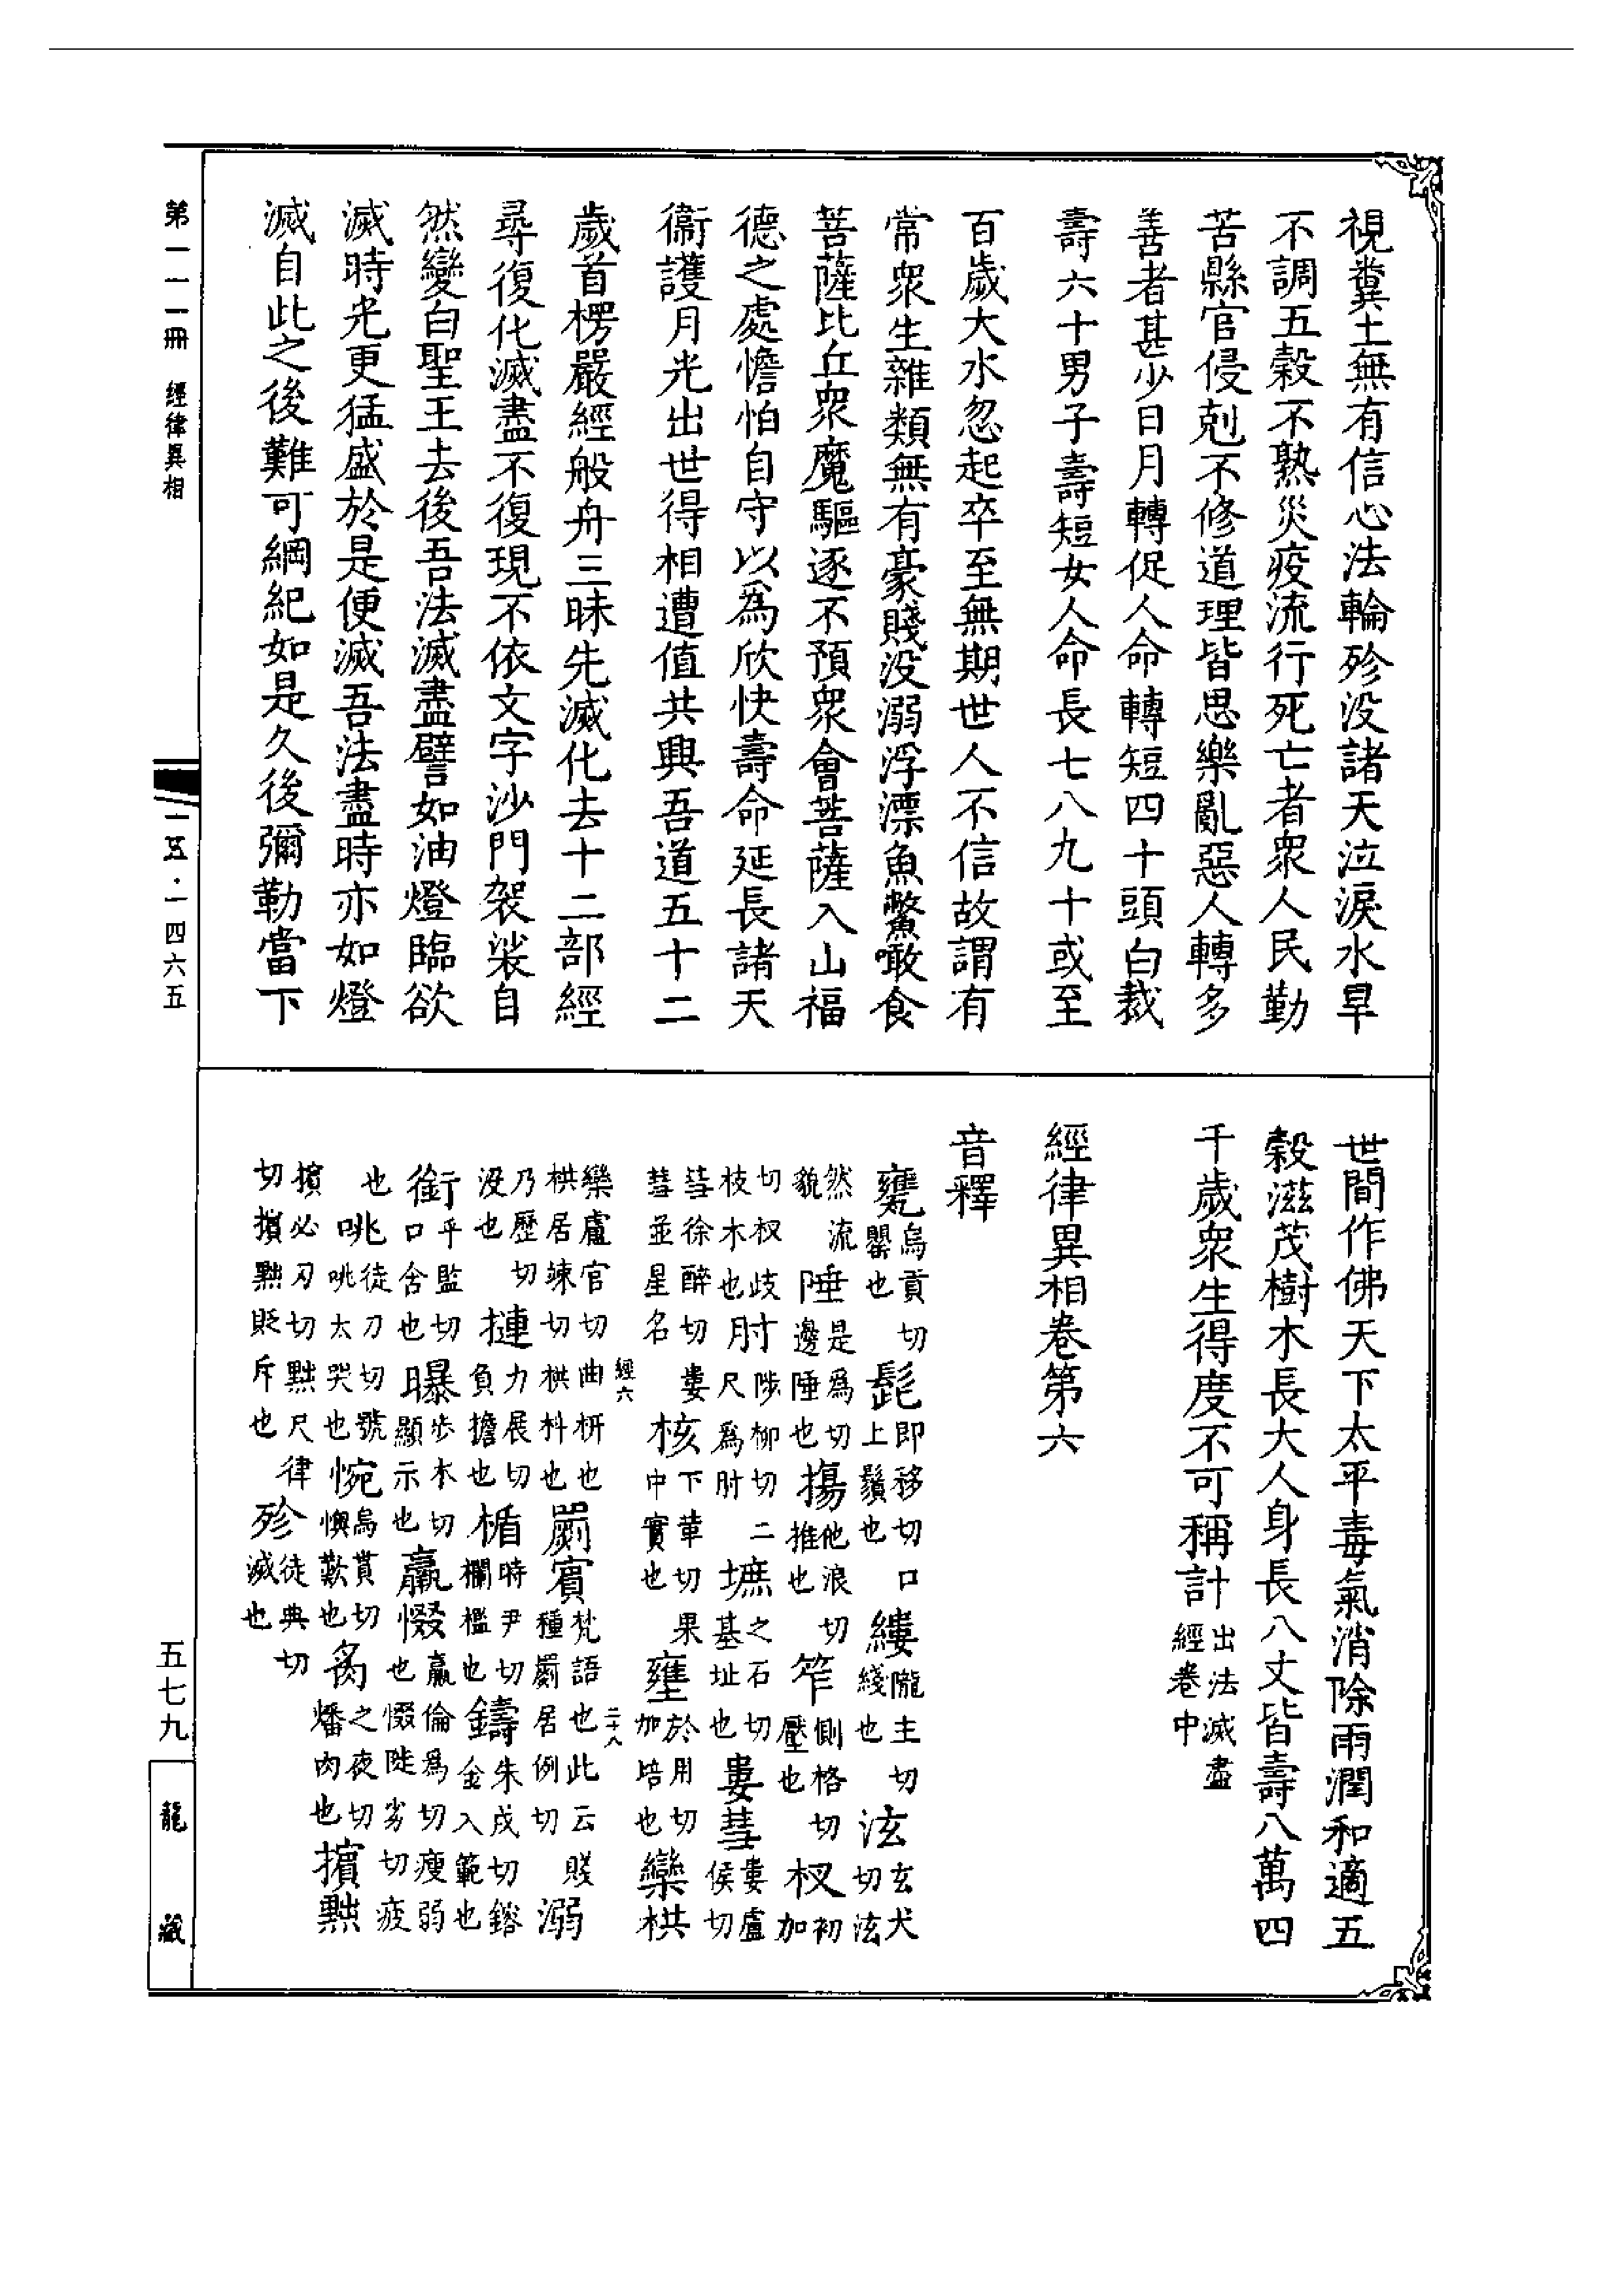 視糞土無有信心法輪殄没諸天泣淚水旱
不調五穀不熟災疫流行死亡者衆人民勤
苦縣官侵剋不修道理皆思樂亂惡人轉多
善者甚少日月轉促人命轉短四十頭白裁
壽六十男子壽短女人命長七八九十或至
百歲大水忽起卒至無期世人不信故謂有
常衆生雜類無有豪賤没溺浮漂魚鱉噉食
菩薩比丘衆魔驅逐不預衆會菩薩入山福
德之處憺怕自守以爲欣快壽命延長諸天
衞護月光出世得相遭值共興吾道五十二
歲首楞嚴經般舟三昧先滅化去十二部經
尋復化滅盡不復現不依文字沙門袈裟自
然變白聖王去後吾法滅盡譬如油燈臨欲
滅時光更猛盛於是便滅吾法盡時亦如燈
滅自此之後難可綱紀如是久後彌勒當下
世間作佛天下太平毒氣消除雨潤和適五
穀滋茂樹木長大人身長八丈皆壽八萬四
千歲衆生得度不可稱計出法滅盡經卷中
經律異相卷第六
音釋
甕烏貢切罌也髭即移切口上鬚也縷隴主切綫也泫玄犬切泫
然流貌陲是爲切邊陲也摥他浪切推也笮側格切壓也杈初加
切杈歧枝木也肘陟柳切二尺爲肘墌之石切基址也婁彗婁盧侯切
彗徐醉切婁彗並星名核下革切果中實也壅於用切加培也欒栱
欒盧官切曲枅也栱居竦切栱枓也罽賓梵語也此云賤種罽居例切溺
乃歷切没也摙力展切負擔也楯時尹切欄檻也鑄朱戍切鎔金入範也
銜乎監切口含也曝步木切顯示也羸惙羸倫爲切瘦弱也惙陟劣切疲
也咷徒刀切號咷太哭也惋烏貫切懊歎也炙之夜切燔肉也擯黜
擯必刃切黜尺律切擯黜貶斥也殄徒典切滅也
經六
二十八
第一一一冊 經律異相
一五・一四六五
五七九
龍藏